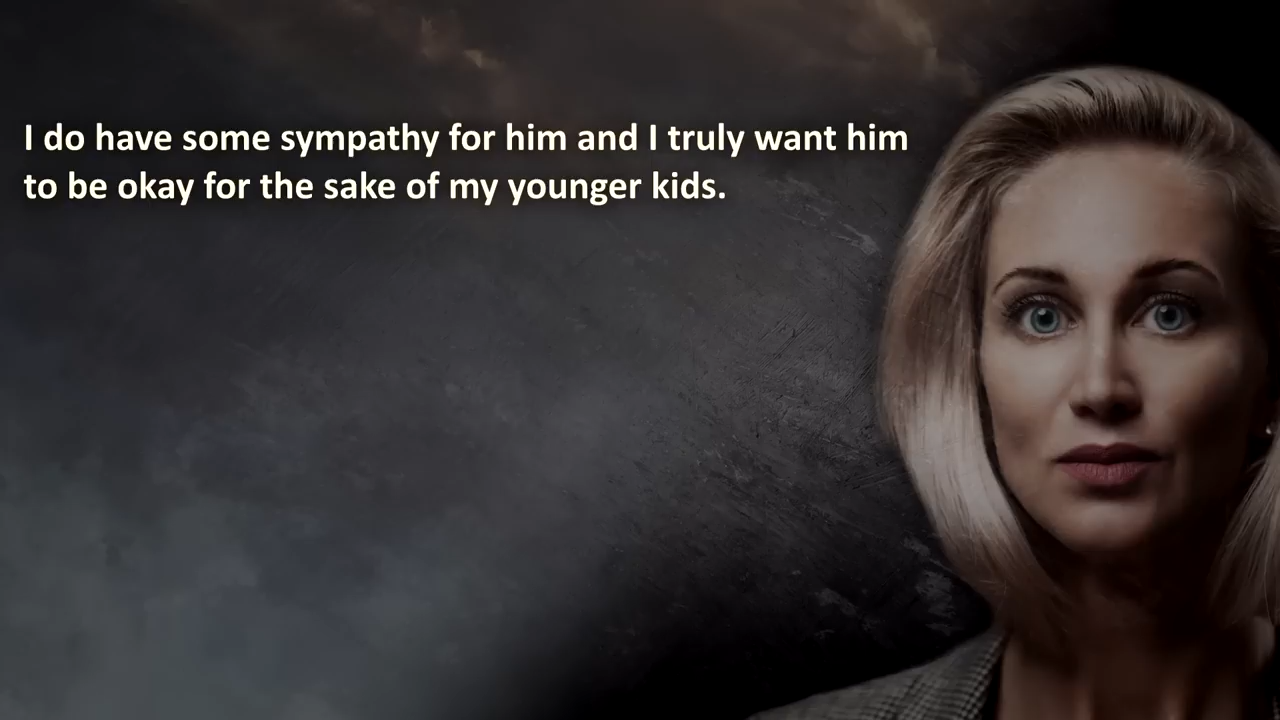 I do have some sympathy for him and I truly want him
to be okay for the sake of my younger kids.